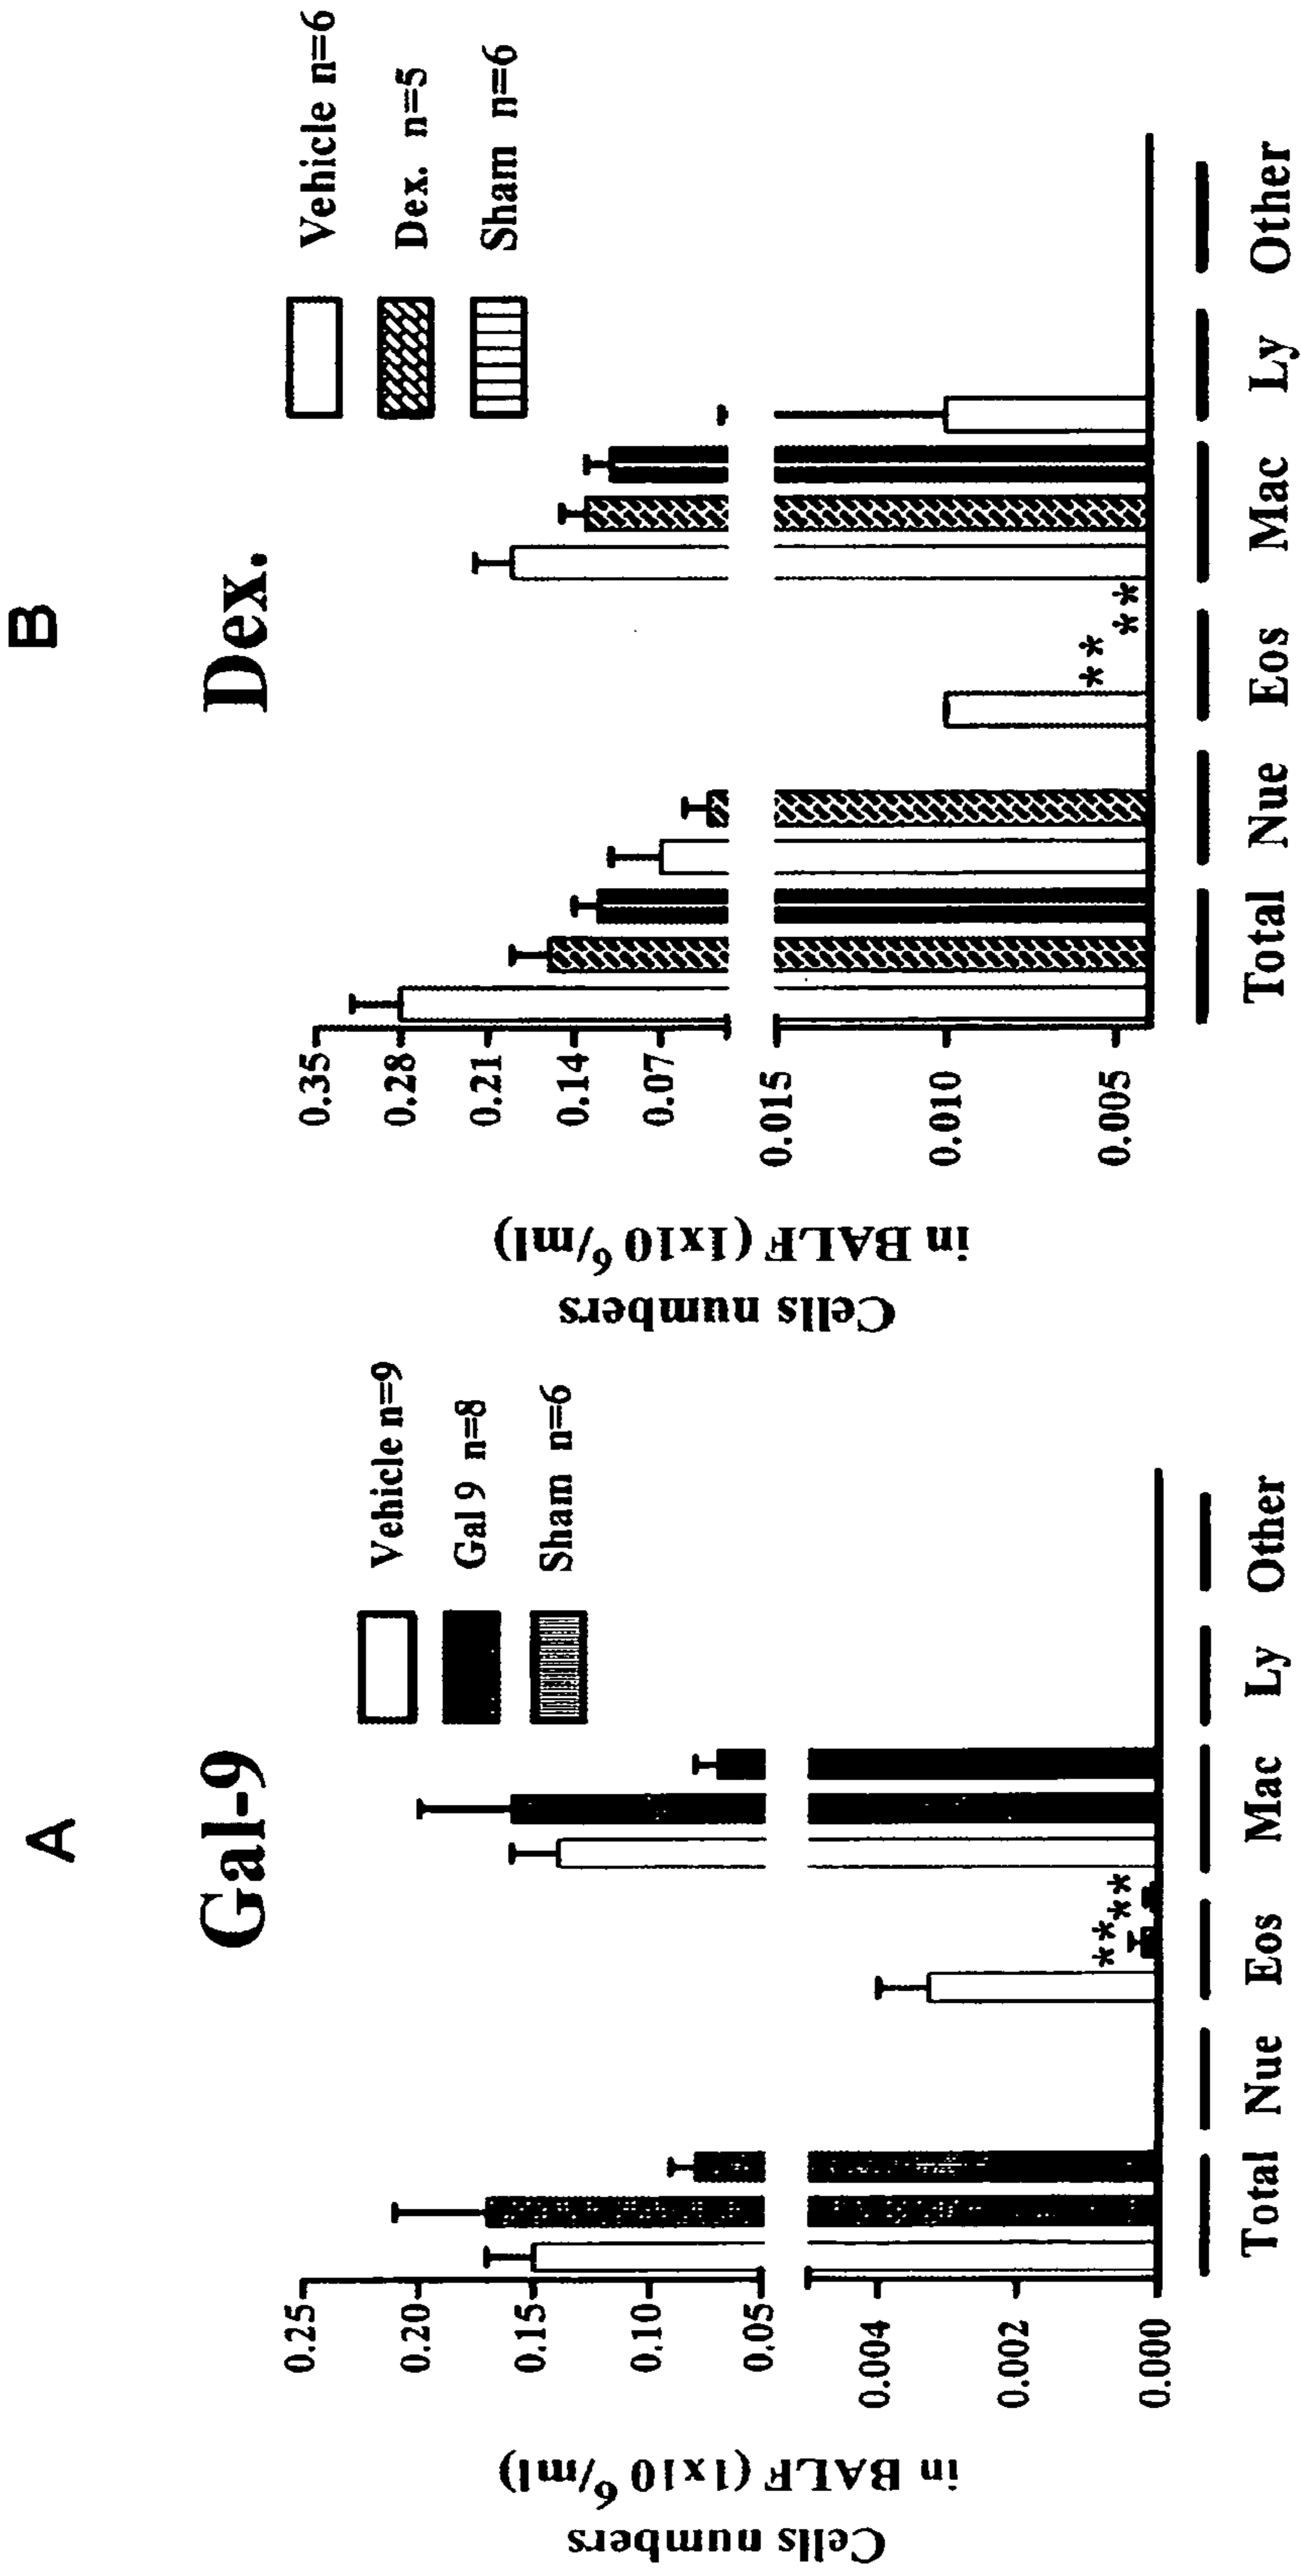 A
Gal-9
Vehicle n=9
Gal 9 n=8
Sham n=6
Cells numbers
in BALF (1x10 6/ml)
0.25
0.20
0.15
0.10
0.05
0.004
0.002
0.000
**
**
Total Nue Eos Mac Ly Other
B
Dex.
Vehicle n=6
Dex. n=5
Sham n=6
Cells numbers
in BALF (1x10 6/ml)
0.35
0.28
0.21
0.14
0.07
0.015
0.010
0.005
**
**
Total Nue Eos Mac Ly Other